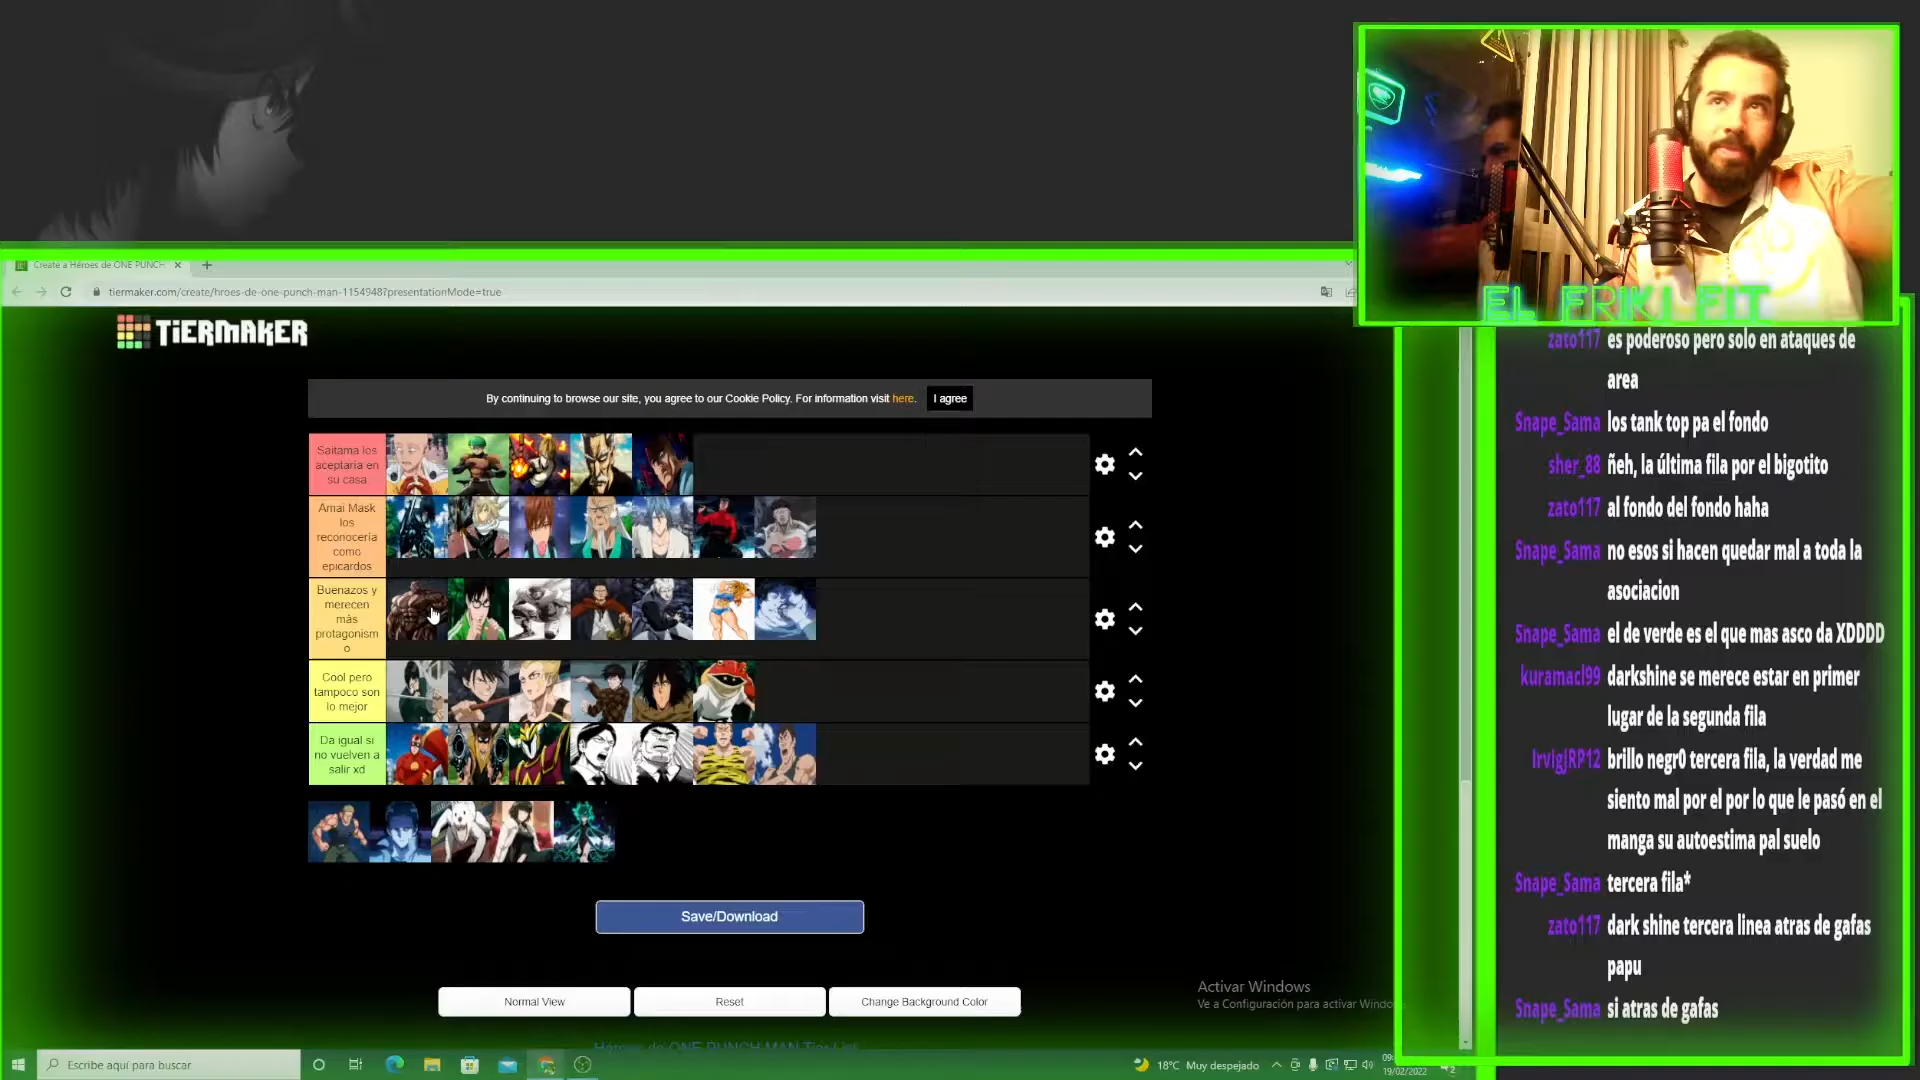 Create a Héroes de ONE PUNCH
tiermaker.com/create/hroes-de-one-punch-man-1154948?presentationMode=true
TiERMAKER
By continuing to browse our site, you agree to our Cookie Policy. For information visit here.
I agree
Saitama los
aceptaría en
su casa
Amai Mask
los
reconocería
como
epicardos
Buenazos y
merecen
más
protagonism
o
Cool pero
tampoco son
lo mejor
Da igual si
no vuelven a
salir xd
Save/Download
Normal View
Reset
Change Background Color
Héroes de ONE PUNCH MAN Tier List
Activar Windows
Ve a Configuración para activar Windows
Escribe aquí para buscar
18°C Muy despejado
09:
19/02/2022
2
EL FRIKI FIT
zato117 es poderoso pero solo en ataques de
area
Snape_Sama los tank top pa el fondo
sher_88 ñeh, la última fila por el bigotito
zato117 al fondo del fondo haha
Snape_Sama no esos si hacen quedar mal a toda la
asociacion
Snape_Sama el de verde es el que mas asco da XDDDD
kuramacl99 darkshine se merece estar en primer
lugar de la segunda fila
IrvIgJRP12 brillo negr0 tercera fila, la verdad me
siento mal por el por lo que le pasó en el
manga su autoestima pal suelo
Snape_Sama tercera fila*
zato117 dark shine tercera linea atras de gafas
papu
Snape_Sama si atras de gafas